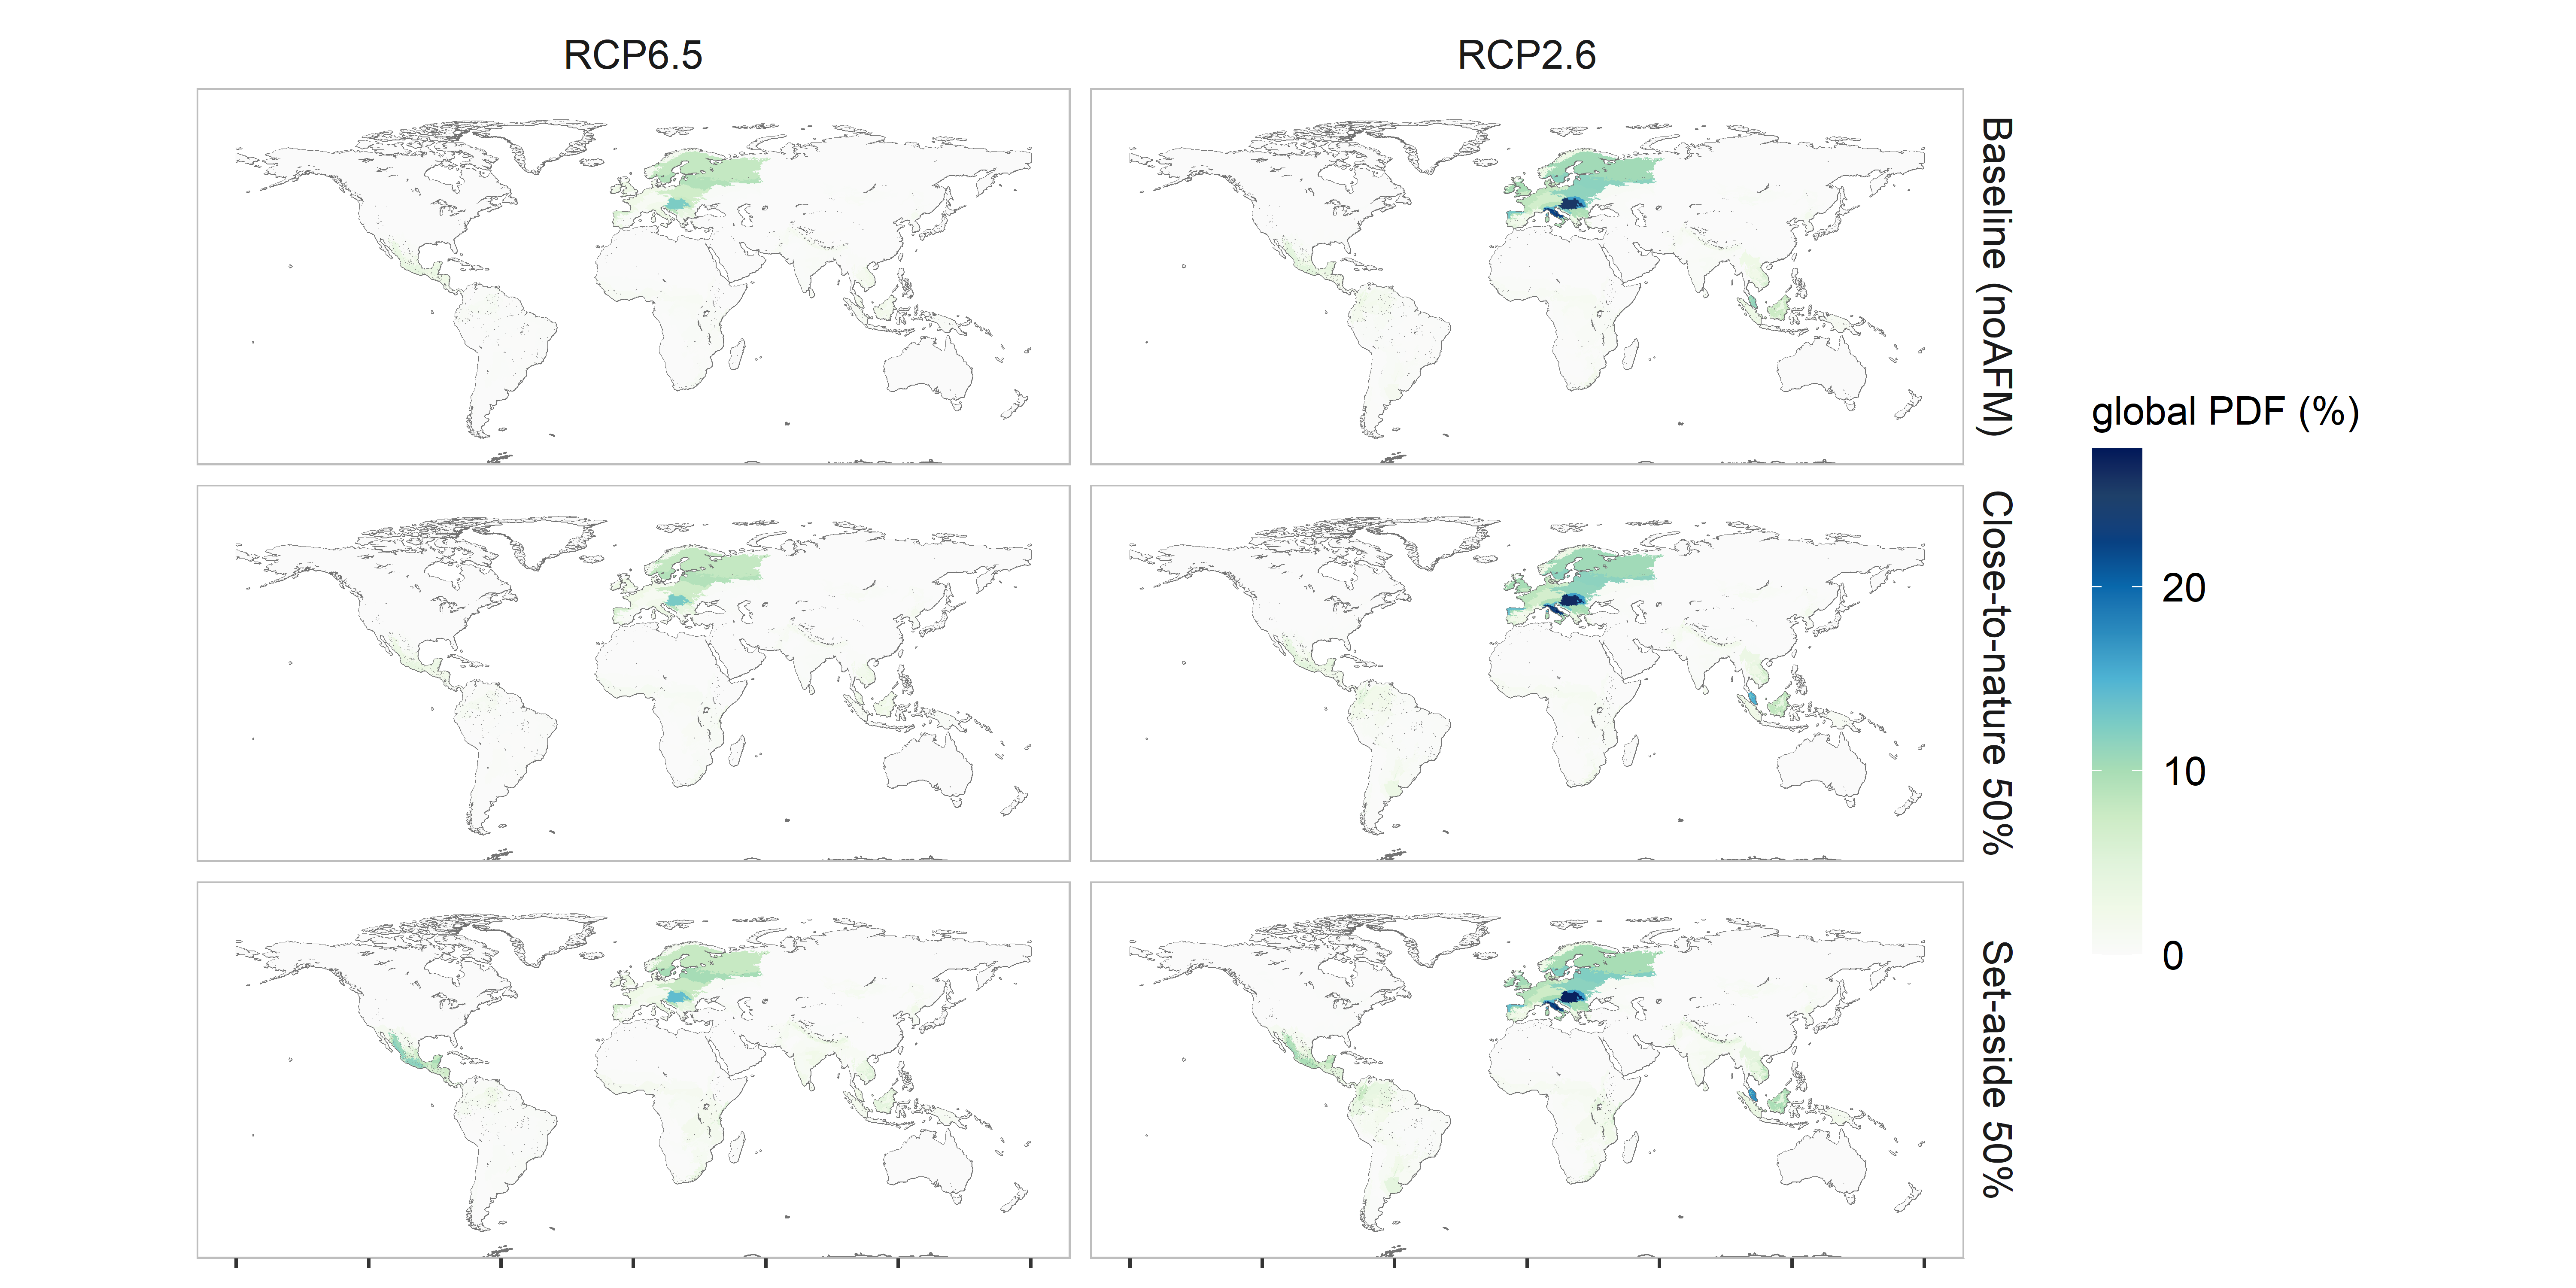 RCP6.5
RCP2.6
Baseline (noAFM)
Close-to-nature 50%
Set-aside 50%
global PDF (%)
20
10
0